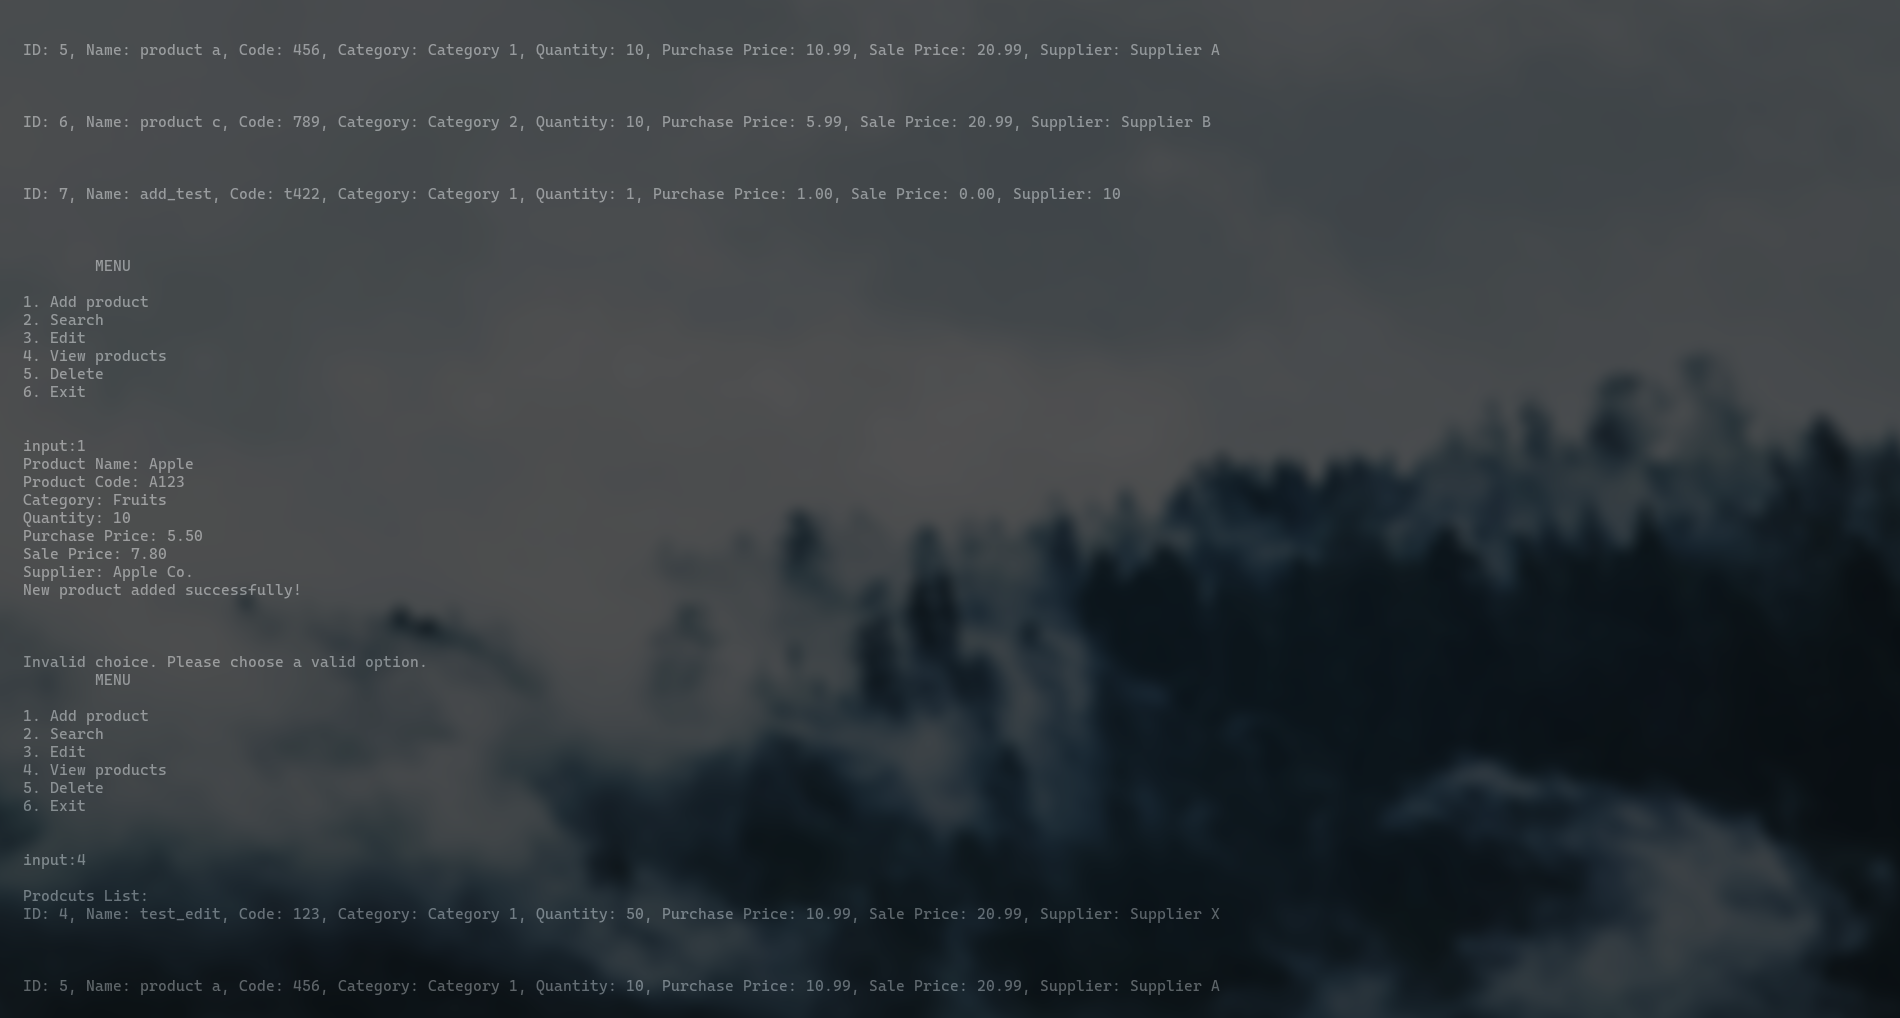 ID: 5, Name: product a, Code: 456, Category: Category 1, Quantity: 10, Purchase Price: 10.99, Sale Price: 20.99, Supplier: Supplier A
ID: 6, Name: product c, Code: 789, Category: Category 2, Quantity: 10, Purchase Price: 5.99, Sale Price: 20.99, Supplier: Supplier B
ID: 7, Name: add_test, Code: t422, Category: Category 1, Quantity: 1, Purchase Price: 1.00, Sale Price: 0.00, Supplier: 10
MENU
1. Add product
2. Search
3. Edit
4. View products
5. Delete
6. Exit
input:1
Product Name: Apple
Product Code: A123
Category: Fruits
Quantity: 10
Purchase Price: 5.50
Sale Price: 7.80
Supplier: Apple Co.
New product added successfully!
Invalid choice. Please choose a valid option.
MENU
1. Add product
2. Search
3. Edit
4. View products
5. Delete
6. Exit
input:4
Prodcuts List:
ID: 4, Name: test_edit, Code: 123, Category: Category 1, Quantity: 50, Purchase Price: 10.99, Sale Price: 20.99, Supplier: Supplier X
ID: 5, Name: product a, Code: 456, Category: Category 1, Quantity: 10, Purchase Price: 10.99, Sale Price: 20.99, Supplier: Supplier A